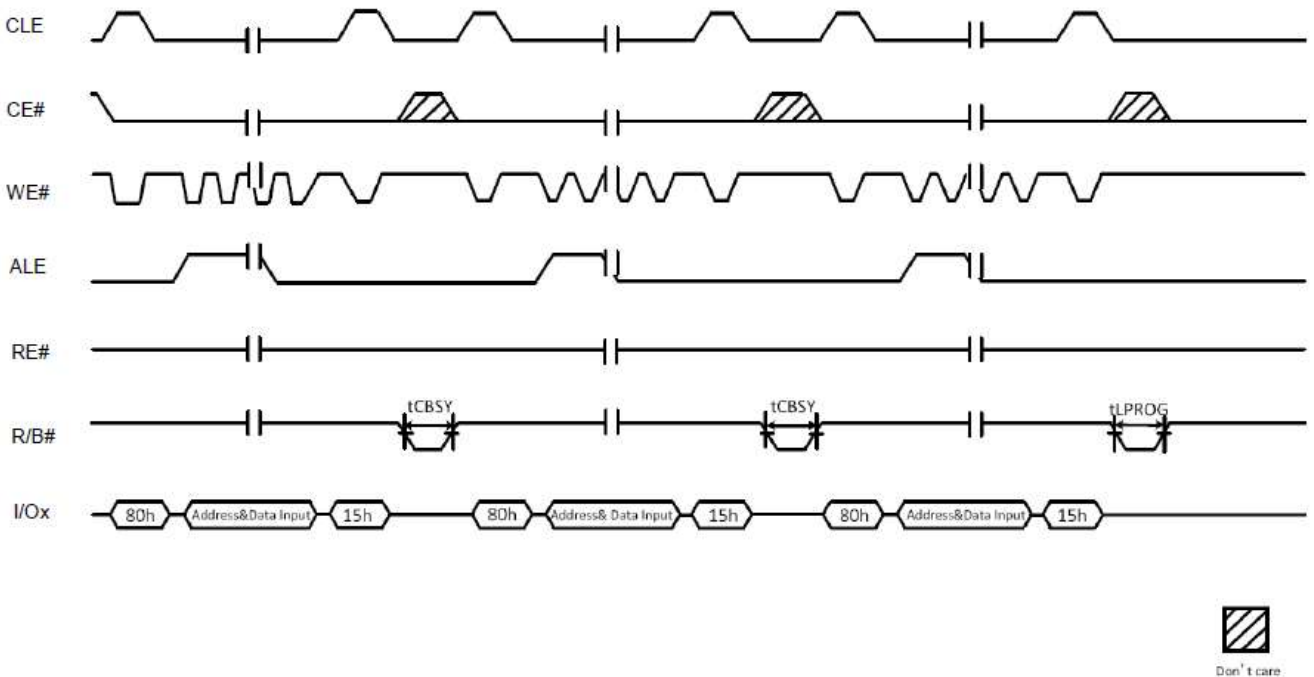 CLE
CE#
WE#
ALE
RE#
tCBSY tCBSY tLPROG
R/B#
I/Ox 80h Address&Data Input 15h 80h Address& Data Input 15h 80h Address&Data Input 15h
Don't care